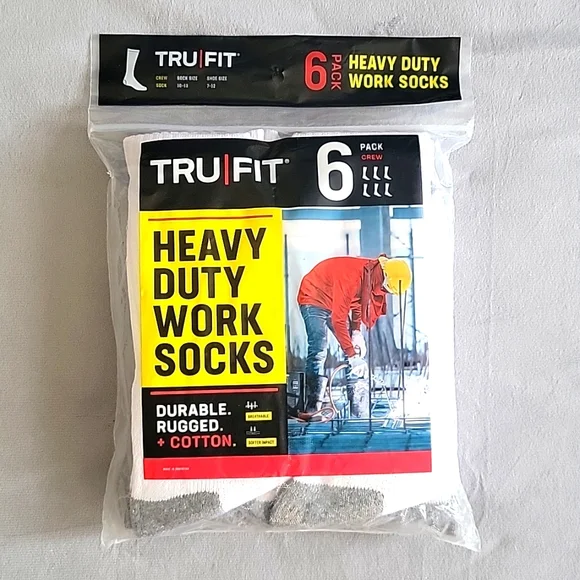 TRU|FIT®
CREW SOCK SIZE SHOE SIZE
SOCK 10-13 7-12
6 PACK
HEAVY DUTY
WORK SOCKS
TRU|FIT®
6 PACK
CREW
HEAVY
DUTY
WORK
SOCKS
DURABLE.
RUGGED.
+ COTTON.
BREATHABLE
SOFTER IMPACT